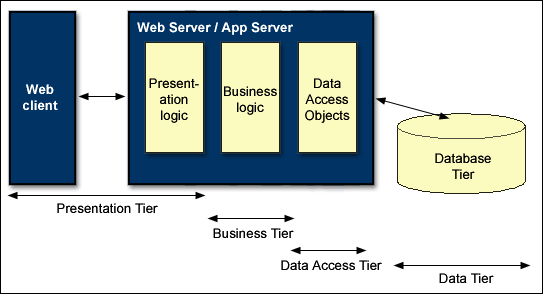 Web Server / App Server
Web
client
Present-
ation
logic
Business
logic
Data
Access
Objects
Database
Tier
Presentation Tier
Business Tier
Data Access Tier
Data Tier